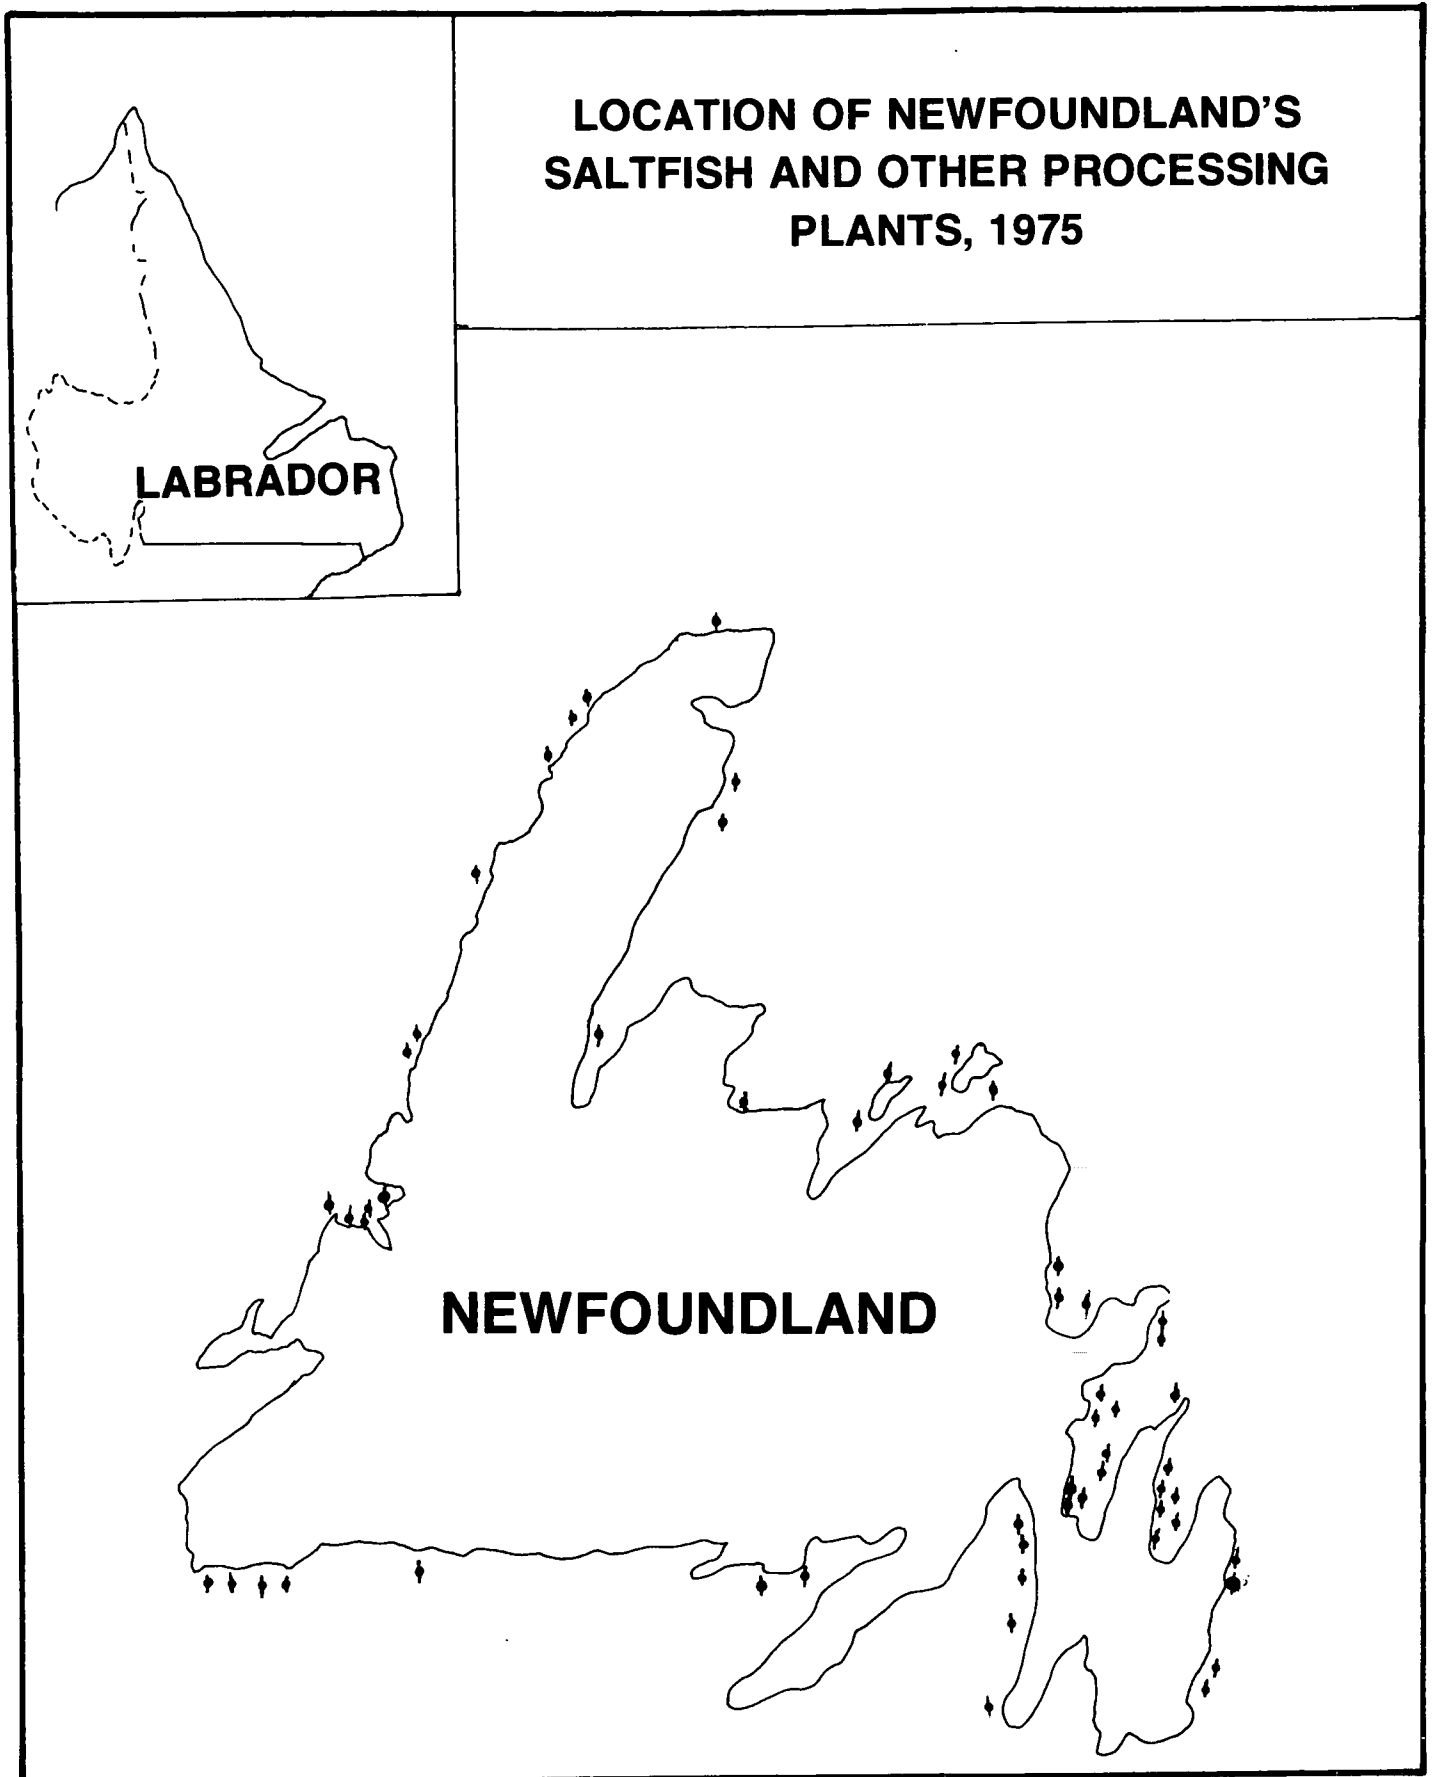 LOCATION OF NEWFOUNDLAND'S
SALTFISH AND OTHER PROCESSING
PLANTS, 1975
LABRADOR
NEWFOUNDLAND